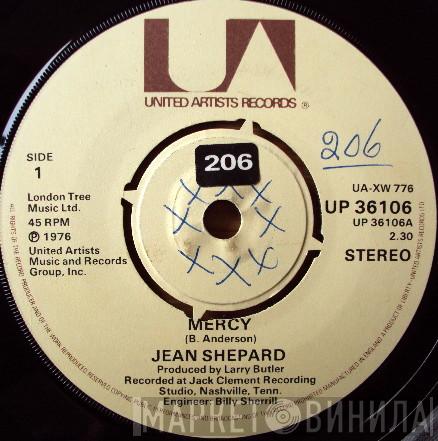 UA
UNITED ARTISTS RECORDS ®
SIDE
1
206
206
London Tree
Music Ltd.
45 RPM
℗ 1976
United Artists
Music and Records
Group, Inc.
UA-XW 776
UP 36106
UP 36106A
2.30
STEREO
X X X X X X X X X
MERCY
(B. Anderson)
JEAN SHEPARD
Produced by Larry Butler
Recorded at Jack Clement Recording
Studio, Nashville, Tenn.
Engineer: Billy Sherrill
МАРКЕТ ВИНИЛА